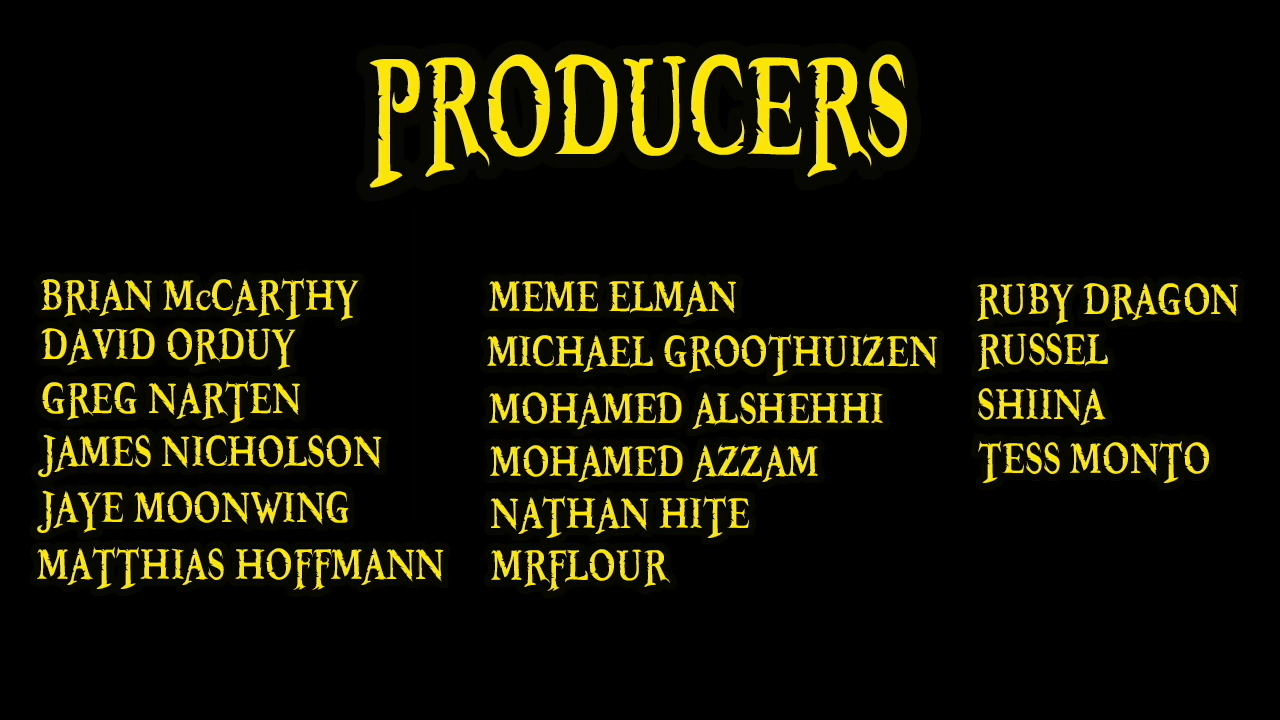 PRODUCERS
BRIAN McCARTHY
DAVID ORDUY
GREG NARTEN
JAMES NICHOLSON
JAYE MOONWING
MATTHIAS HOFFMANN
MEME ELMAN
MICHAEL GROOTHUIZEN
MOHAMED ALSHEHHI
MOHAMED AZZAM
NATHAN HITE
MRFLOUR
RUBY DRAGON
RUSSEL
SHIINA
TESS MONTO